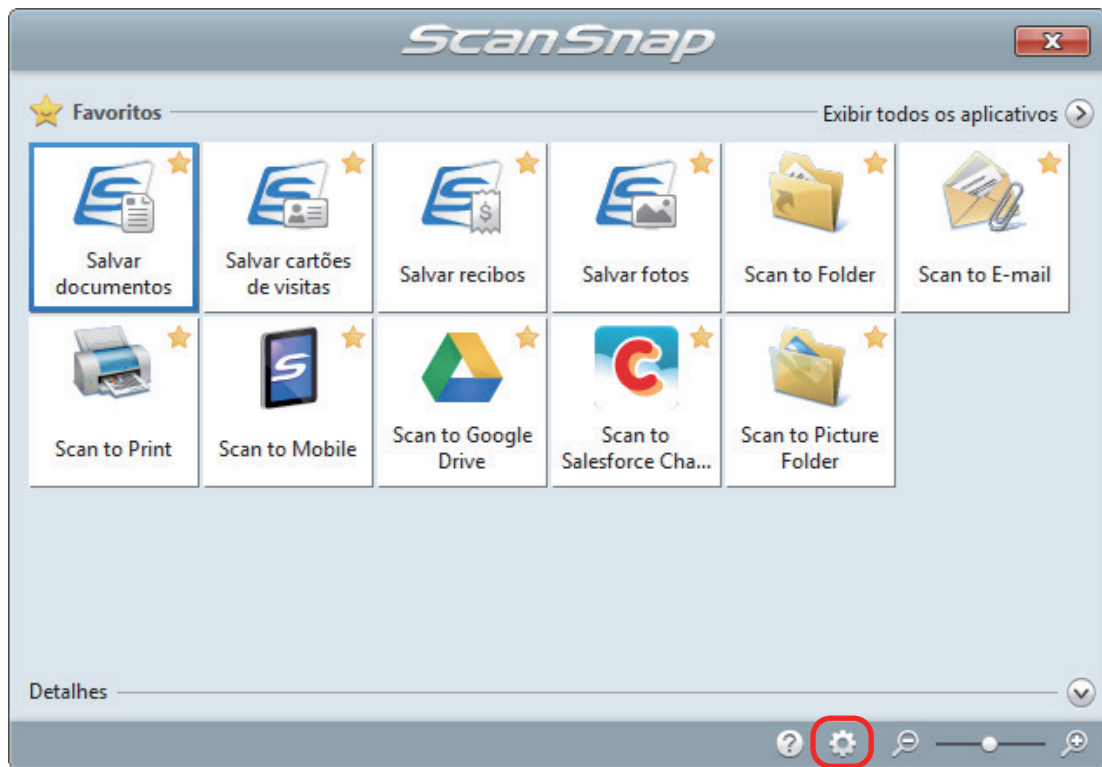 ScanSnap
Favoritos
Exibir todos os aplicativos
Salvar
documentos
Salvar cartões
de visitas
Salvar recibos
Salvar fotos
Scan to Folder
Scan to E-mail
Scan to Print
Scan to Mobile
Scan to Google
Drive
Scan to
Salesforce Cha...
Scan to Picture
Folder
Detalhes